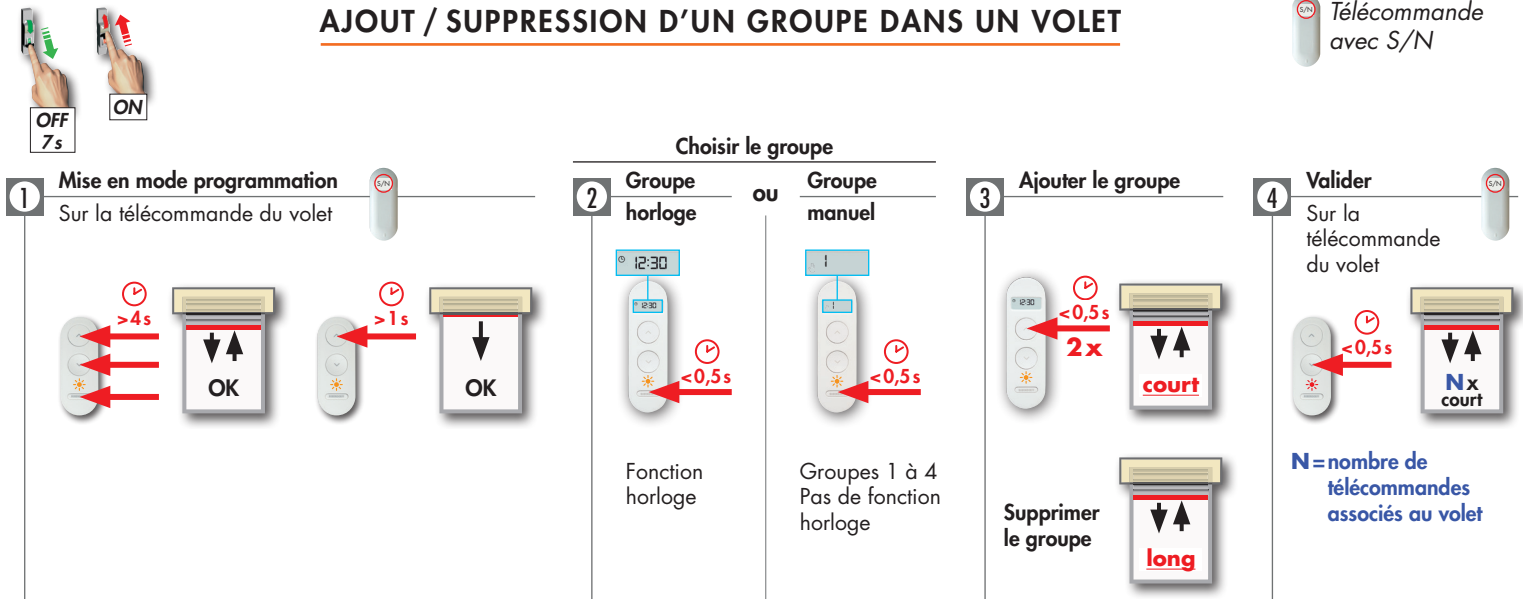 AJOUT / SUPPRESSION D'UN GROUPE DANS UN VOLET
S/N
Télécommande
avec S/N
OFF
7s
ON
1
Mise en mode programmation
Sur la télécommande du volet
S/N
>4s
OK
>1s
OK
Choisir le groupe
2
Groupe
horloge
12:30
12:30
<0,5s
Fonction
horloge
ou
Groupe
manuel
1
1
<0,5s
Groupes 1 à 4
Pas de fonction
horloge
3
Ajouter le groupe
12:30
<0,5s
2x
court
Supprimer
le groupe
long
4
Valider
Sur la
télécommande
du volet
S/N
<0,5s
Nx
court
N=nombre de
télécommandes
associés au volet